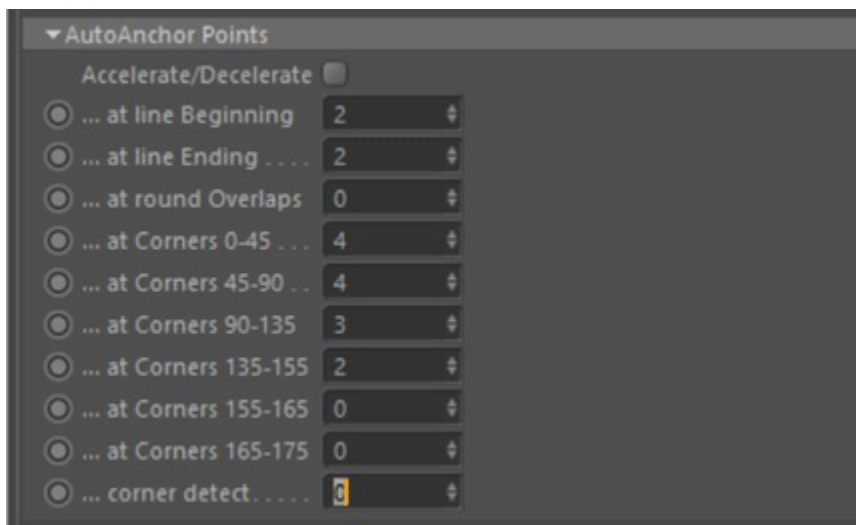 AutoAnchor Points
Accelerate/Decelerate
... at line Beginning 2
... at line Ending . . . . 2
... at round Overlaps 0
... at Corners 0-45 . . . 4
... at Corners 45-90 . . 4
... at Corners 90-135 3
... at Corners 135-155 2
... at Corners 155-165 0
... at Corners 165-175 0
... corner detect. . . . . 0